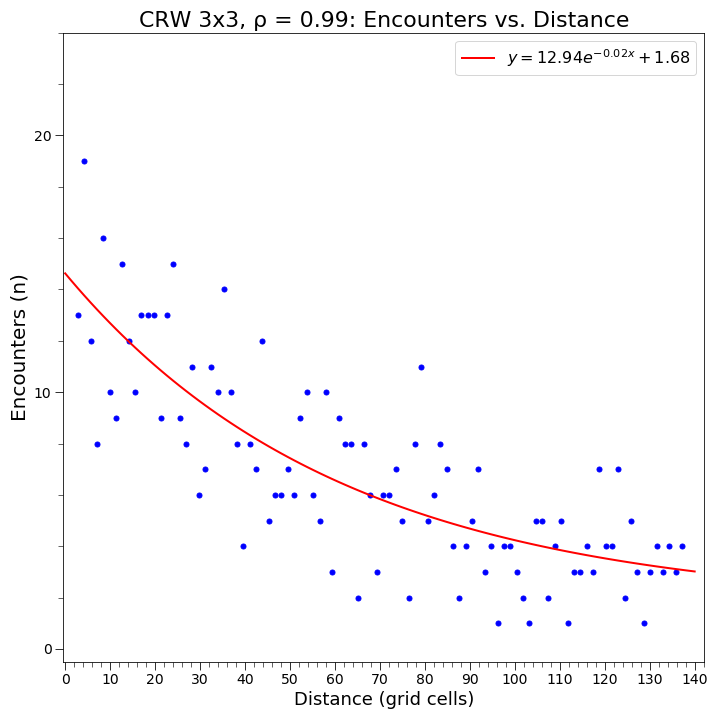 CRW 3x3, ρ = 0.99: Encounters vs. Distance
y = 12.94e^{-0.02x} + 1.68
Encounters (n)
20
10
0
0 10 20 30 40 50 60 70 80 90 100 110 120 130 140
Distance (grid cells)